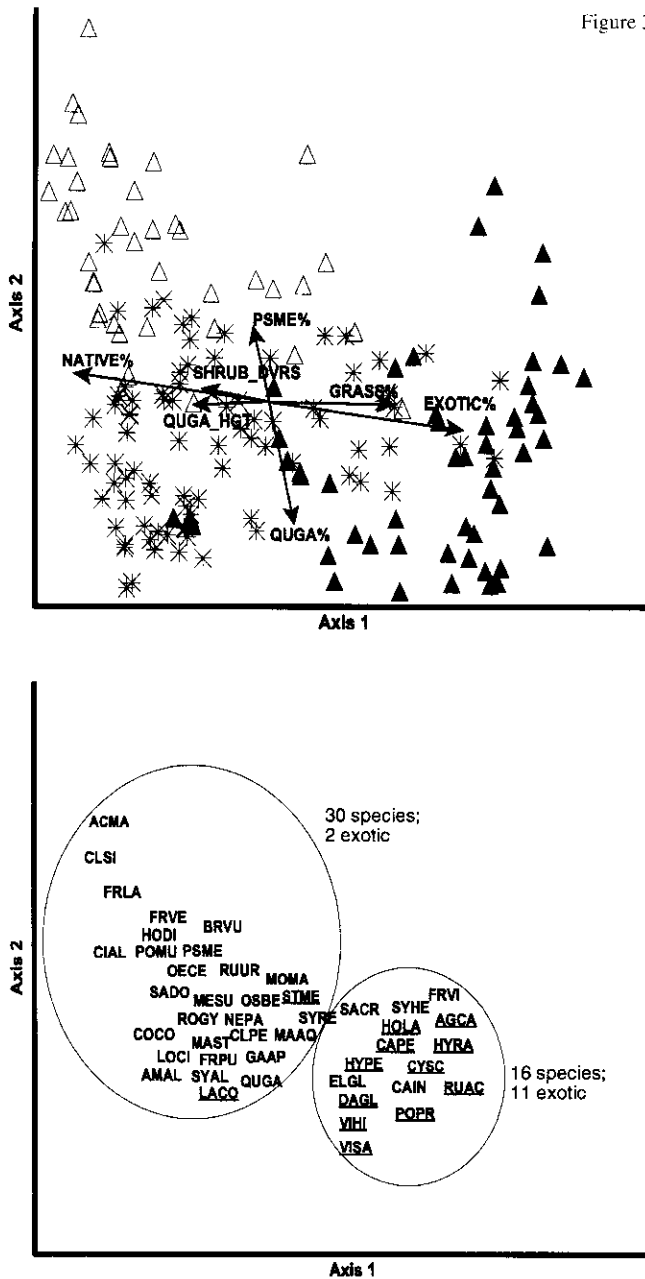 Figure 3
Axis 2
PSME%
NATIVE%
SHRUB_DVRS
GRASS%
EXOTIC%
QUGA_HGT
QUGA%
Axis 1
30 species;
2 exotic
ACMA
CLSI
FRLA
FRVE
BRVU
HODI
CIAL POMU PSME
OECE RUUR
MOMA
SADO
MESU OSBE STME
ROGY NEPA SYRE
COCO CLPE MAAQ
MAST
LOCI FRPU GAAP
AMAL SYAL QUGA
LACO
FRVI
SACR SYHE
HOLA AGCA
CAPE HYRA
HYPE CYSC
ELGL CAIN RUAC
DAGL
POPR
VIHI
VISA
16 species;
11 exotic
Axis 2
Axis 1